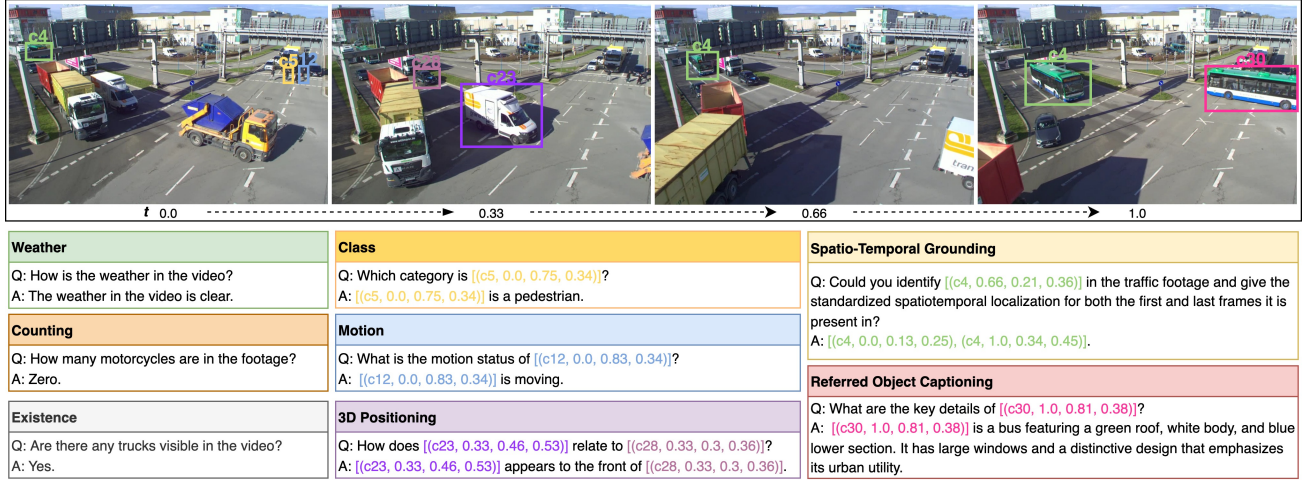 c4
c5
c12
c28
c23
c4
c4
c30
tran
t 0.0 0.33 0.66 1.0
Weather
Q: How is the weather in the video?
A: The weather in the video is clear.
Counting
Q: How many motorcycles are in the footage?
A: Zero.
Existence
Q: Are there any trucks visible in the video?
A: Yes.
Class
Q: Which category is [(c5, 0.0, 0.75, 0.34)]?
A: [(c5, 0.0, 0.75, 0.34)] is a pedestrian.
Motion
Q: What is the motion status of [(c12, 0.0, 0.83, 0.34)]?
A: [(c12, 0.0, 0.83, 0.34)] is moving.
3D Positioning
Q: How does [(c23, 0.33, 0.46, 0.53)] relate to [(c28, 0.33, 0.3, 0.36)]?
A: [(c23, 0.33, 0.46, 0.53)] appears to the front of [(c28, 0.33, 0.3, 0.36)].
Spatio-Temporal Grounding
Q: Could you identify [(c4, 0.66, 0.21, 0.36)] in the traffic footage and give the
standardized spatiotemporal localization for both the first and last frames it is
present in?
A: [(c4, 0.0, 0.13, 0.25), (c4, 1.0, 0.34, 0.45)].
Referred Object Captioning
Q: What are the key details of [(c30, 1.0, 0.81, 0.38)]?
A: [(c30, 1.0, 0.81, 0.38)] is a bus featuring a green roof, white body, and blue
lower section. It has large windows and a distinctive design that emphasizes
its urban utility.